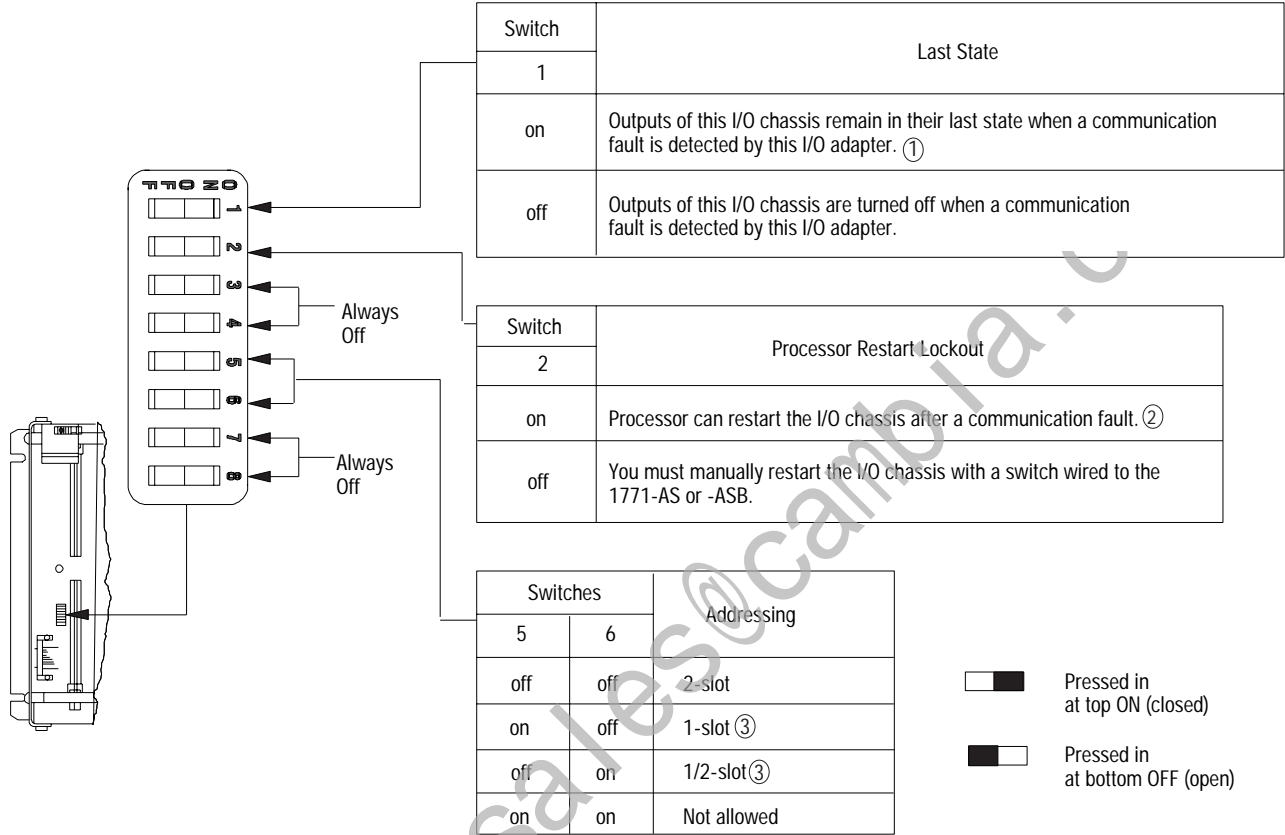 Switch
1
Last State
on
Outputs of this I/O chassis remain in their last state when a communication
fault is detected by this I/O adapter. ①
off
Outputs of this I/O chassis are turned off when a communication
fault is detected by this I/O adapter.
ON OFF
1
2
3
4
5
6
7
8
Always
Off
Always
Off
Switch
2
Processor Restart Lockout
on
Processor can restart the I/O chassis after a communication fault. ②
off
You must manually restart the I/O chassis with a switch wired to the
1771-AS or -ASB.
Switches
Addressing
5 6
off off 2-slot
on off 1-slot ③
off on 1/2-slot ③
on on Not allowed
Pressed in
at top ON (closed)
Pressed in
at bottom OFF (open)
sales@cambia.c